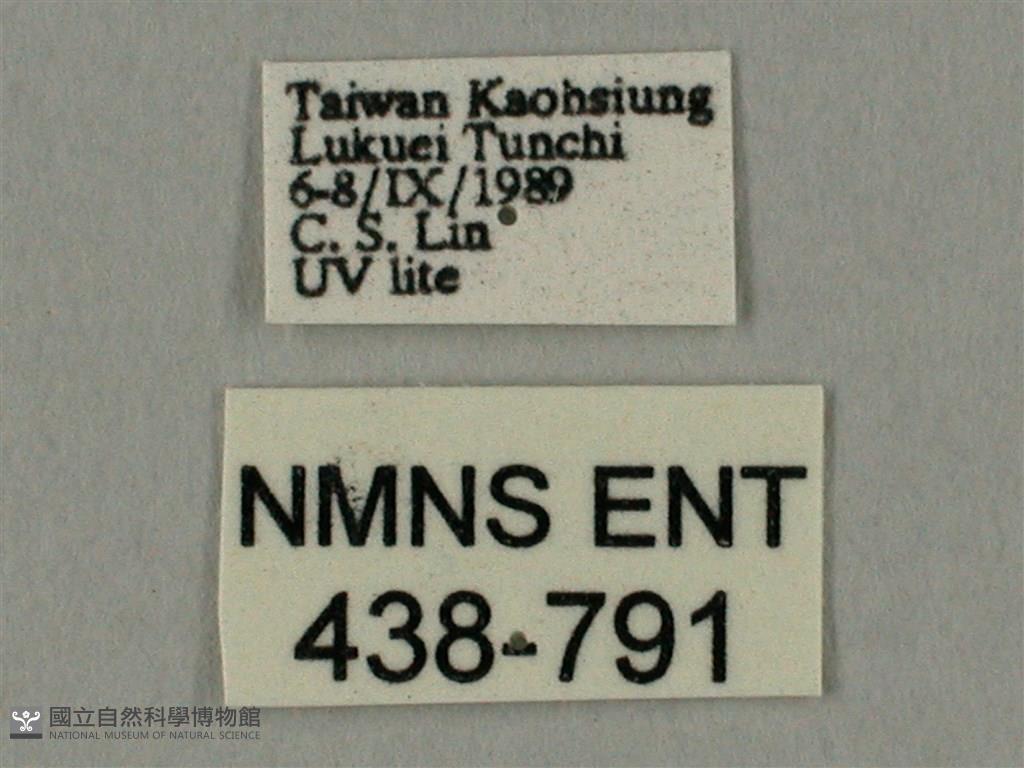 Taiwan Kaohsiung
Lukuei Tunchi
6-8/IX/1989
C. S. Lin
UV lite
NMNS ENT
438-791
國立自然科學博物館
NATIONAL MUSEUM OF NATURAL SCIENCE